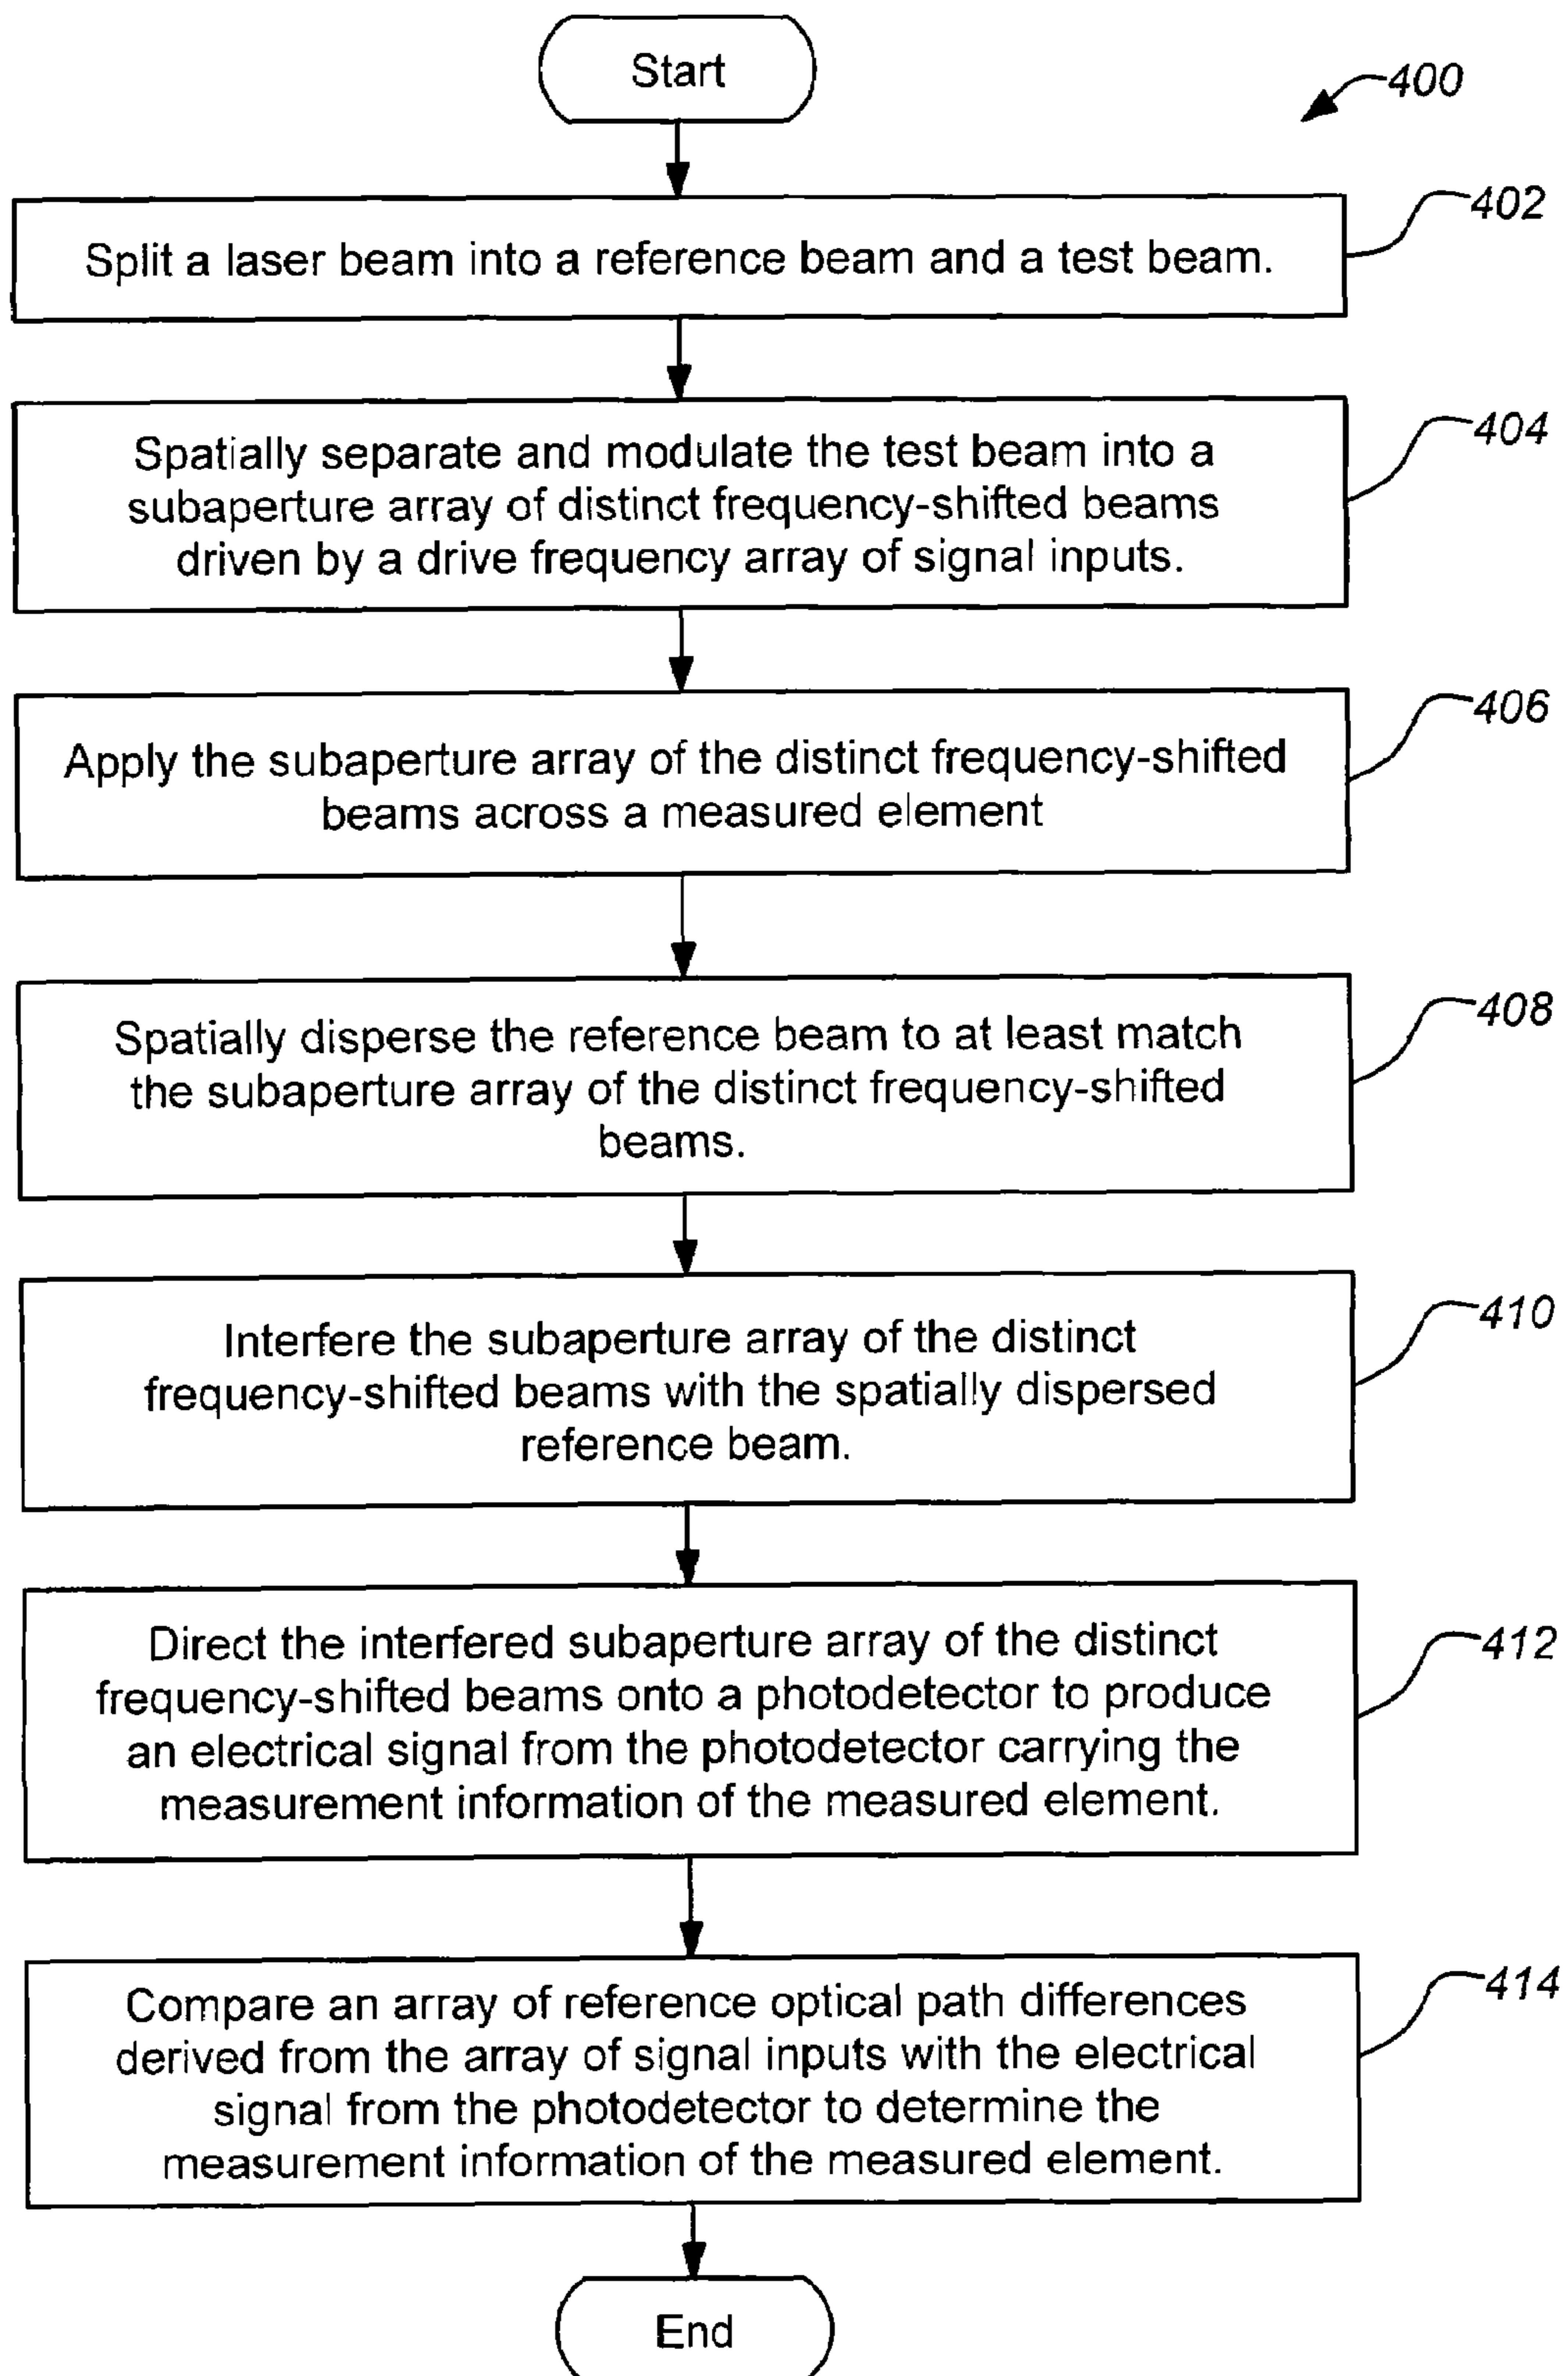 Start
400
402
Split a laser beam into a reference beam and a test beam.
404
Spatially separate and modulate the test beam into a
subaperture array of distinct frequency-shifted beams
driven by a drive frequency array of signal inputs.
406
Apply the subaperture array of the distinct frequency-shifted
beams across a measured element
408
Spatially disperse the reference beam to at least match
the subaperture array of the distinct frequency-shifted
beams.
410
Interfere the subaperture array of the distinct
frequency-shifted beams with the spatially dispersed
reference beam.
412
Direct the interfered subaperture array of the distinct
frequency-shifted beams onto a photodetector to produce
an electrical signal from the photodetector carrying the
measurement information of the measured element.
414
Compare an array of reference optical path differences
derived from the array of signal inputs with the electrical
signal from the photodetector to determine the
measurement information of the measured element.
End